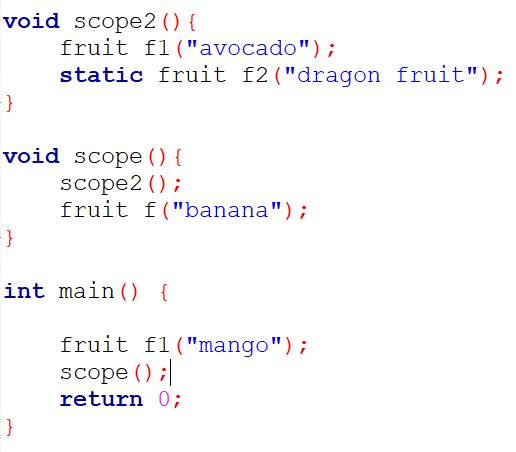 void scope2(){
    fruit f1("avocado");
    static fruit f2("dragon fruit");
}
void scope(){
    scope2();
    fruit f("banana");
}
int main() {
    fruit f1("mango");
    scope();
    return 0;
}